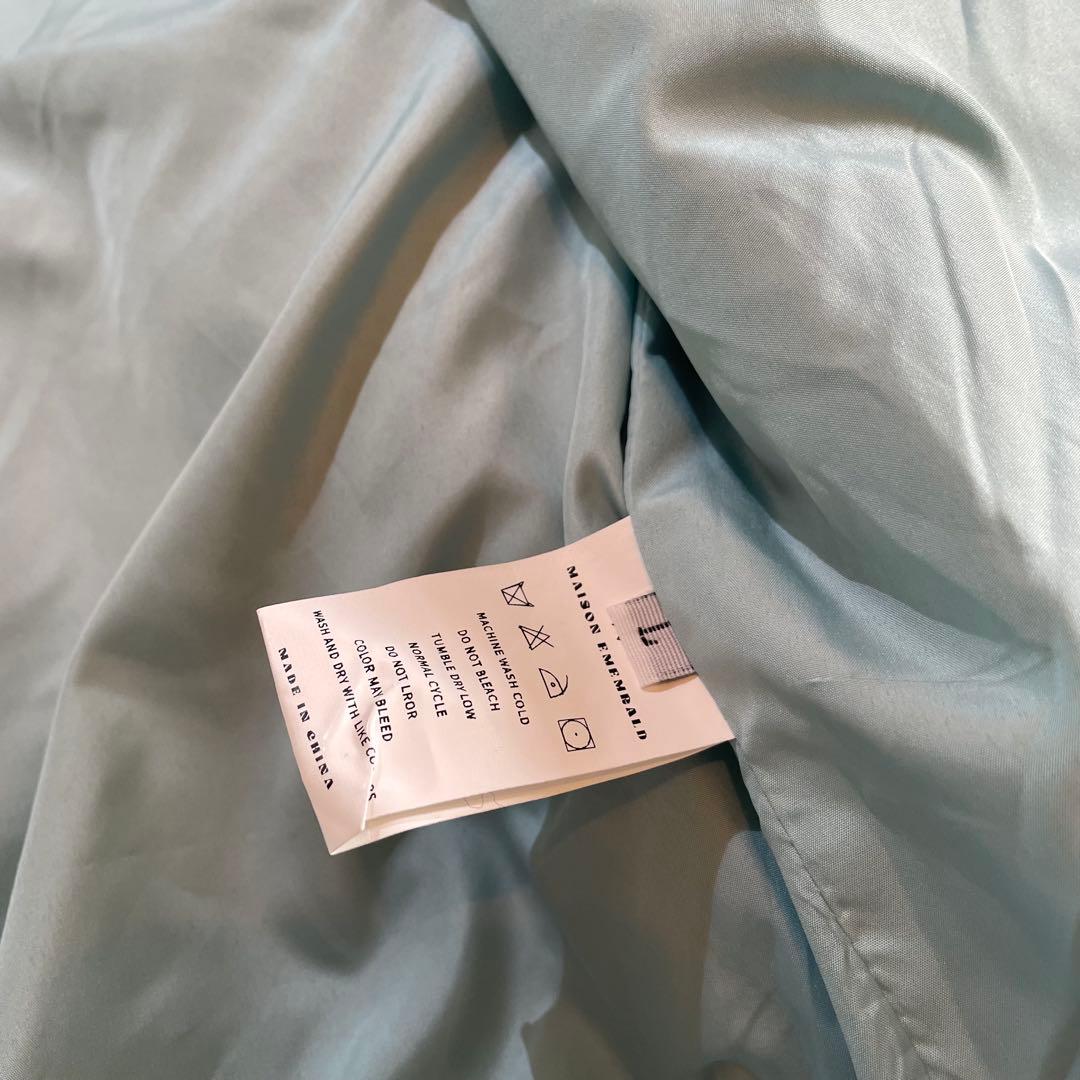 MAISON EMEMRALD
MACHINE WASH COLD
DO NOT BLEACH
TUMBLE DRY LOW
NORMAL CYCLE
DO NOT LROR
COLOR MAY BLEED
WASH AND DRY WITH LIKE
MADE IN CHINA